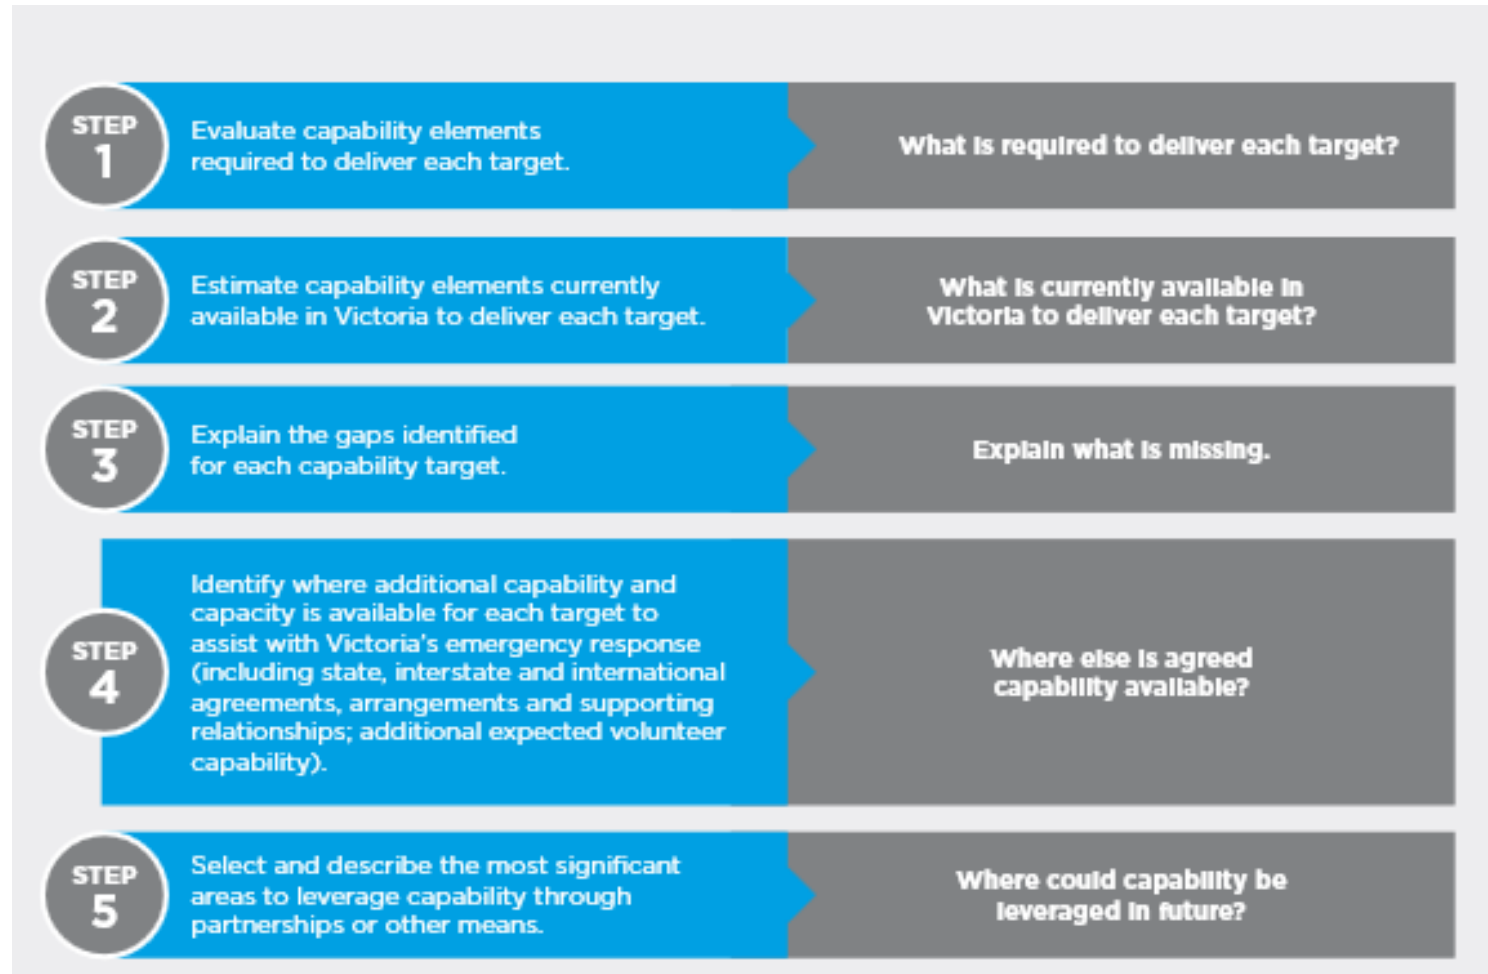 STEP
1
Evaluate capability elements
required to deliver each target.
What is required to deliver each target?
STEP
2
Estimate capability elements currently
available in Victoria to deliver each target.
What is currently available in
Victoria to deliver each target?
STEP
3
Explain the gaps identified
for each capability target.
Explain what is missing.
STEP
4
Identify where additional capability and
capacity is available for each target to
assist with Victoria's emergency response
(including state, interstate and international
agreements, arrangements and supporting
relationships; additional expected volunteer
capability).
Where else is agreed
capability available?
STEP
5
Select and describe the most significant
areas to leverage capability through
partnerships or other means.
Where could capability be
leveraged in future?